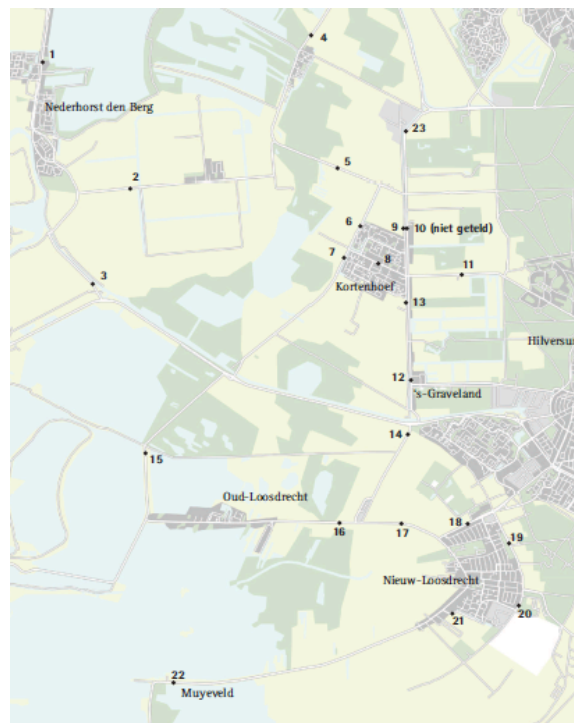 4
1
Nederhorst den Berg
23
5
2
6
9
10 (niet geteld)
7
8
11
3
Kortenhoef
13
Hilversu
12
's-Graveland
14
15
Oud-Loosdrecht
16
17
18
19
Nieuw-Loosdrecht
20
21
22
Muyeveld